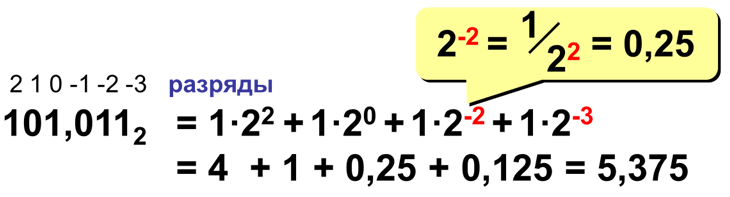 2⁻² = 1/2² = 0,25
2 1 0 -1 -2 -3 разряды
101,011₂ = 1·2² + 1·2⁰ + 1·2⁻² + 1·2⁻³
= 4 + 1 + 0,25 + 0,125 = 5,375